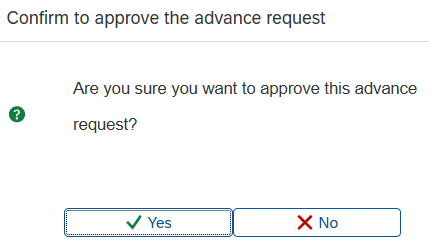 Confirm to approve the advance request
Are you sure you want to approve this advance
request?
Yes
No